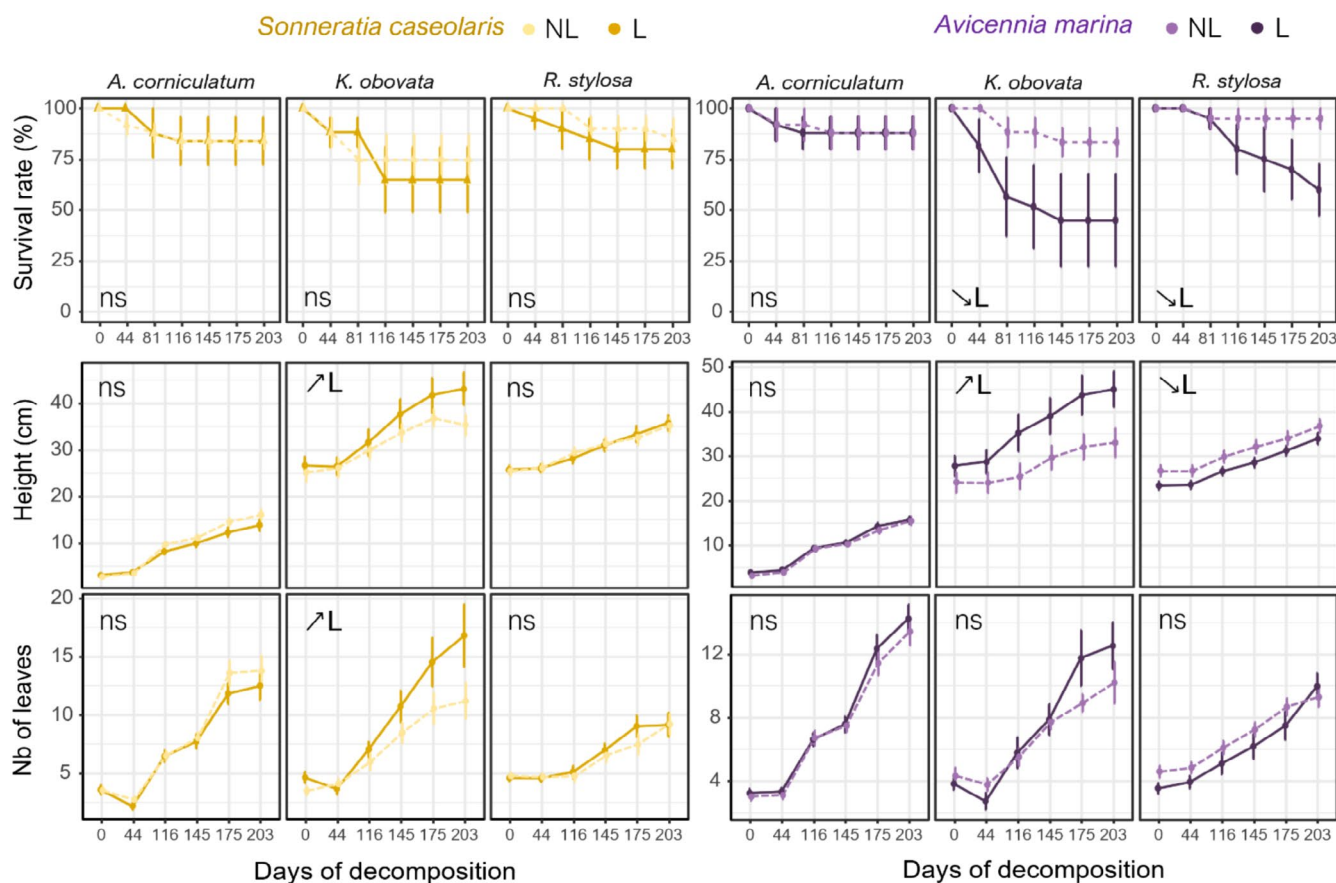 Sonneratia caseolaris NL L Avicennia marina NL L
A. corniculatum K. obovata R. stylosa A. corniculatum K. obovata R. stylosa
Survival rate (%)
100 100
75 75
50 50
25 25
0 0
ns ns ns ns ↘L ↘L
0 44 81 116 145 175 203 0 44 81 116 145 175 203 0 44 81 116 145 175 203 0 44 81 116 145 175 203 0 44 81 116 145 175 203 0 44 81 116 145 175 203
Height (cm)
ns ↗L ns ns ↗L ↘L
50
40 40
30 30
20 20
10 10
Nb of leaves
20
ns ↗L ns ns ns ns
15 12
10 8
5 4
0 44 116 145 175 203 0 44 116 145 175 203 0 44 116 145 175 203 0 44 116 145 175 203 0 44 116 145 175 203 0 44 116 145 175 203
Days of decomposition Days of decomposition